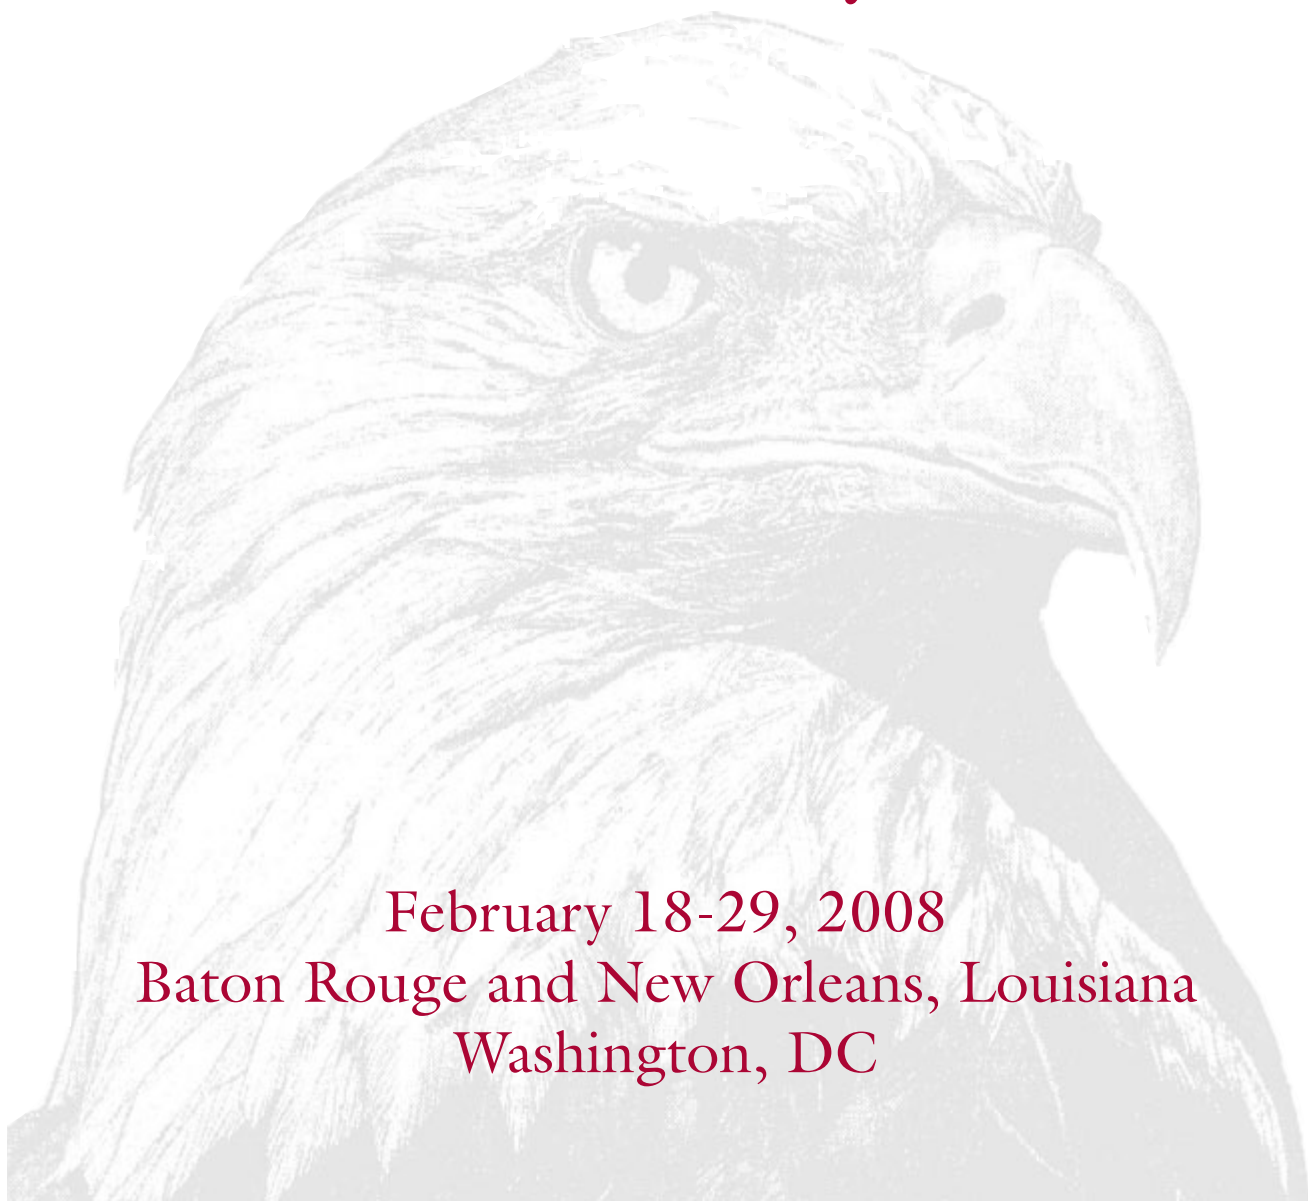 February 18-29, 2008
Baton Rouge and New Orleans, Louisiana
Washington, DC